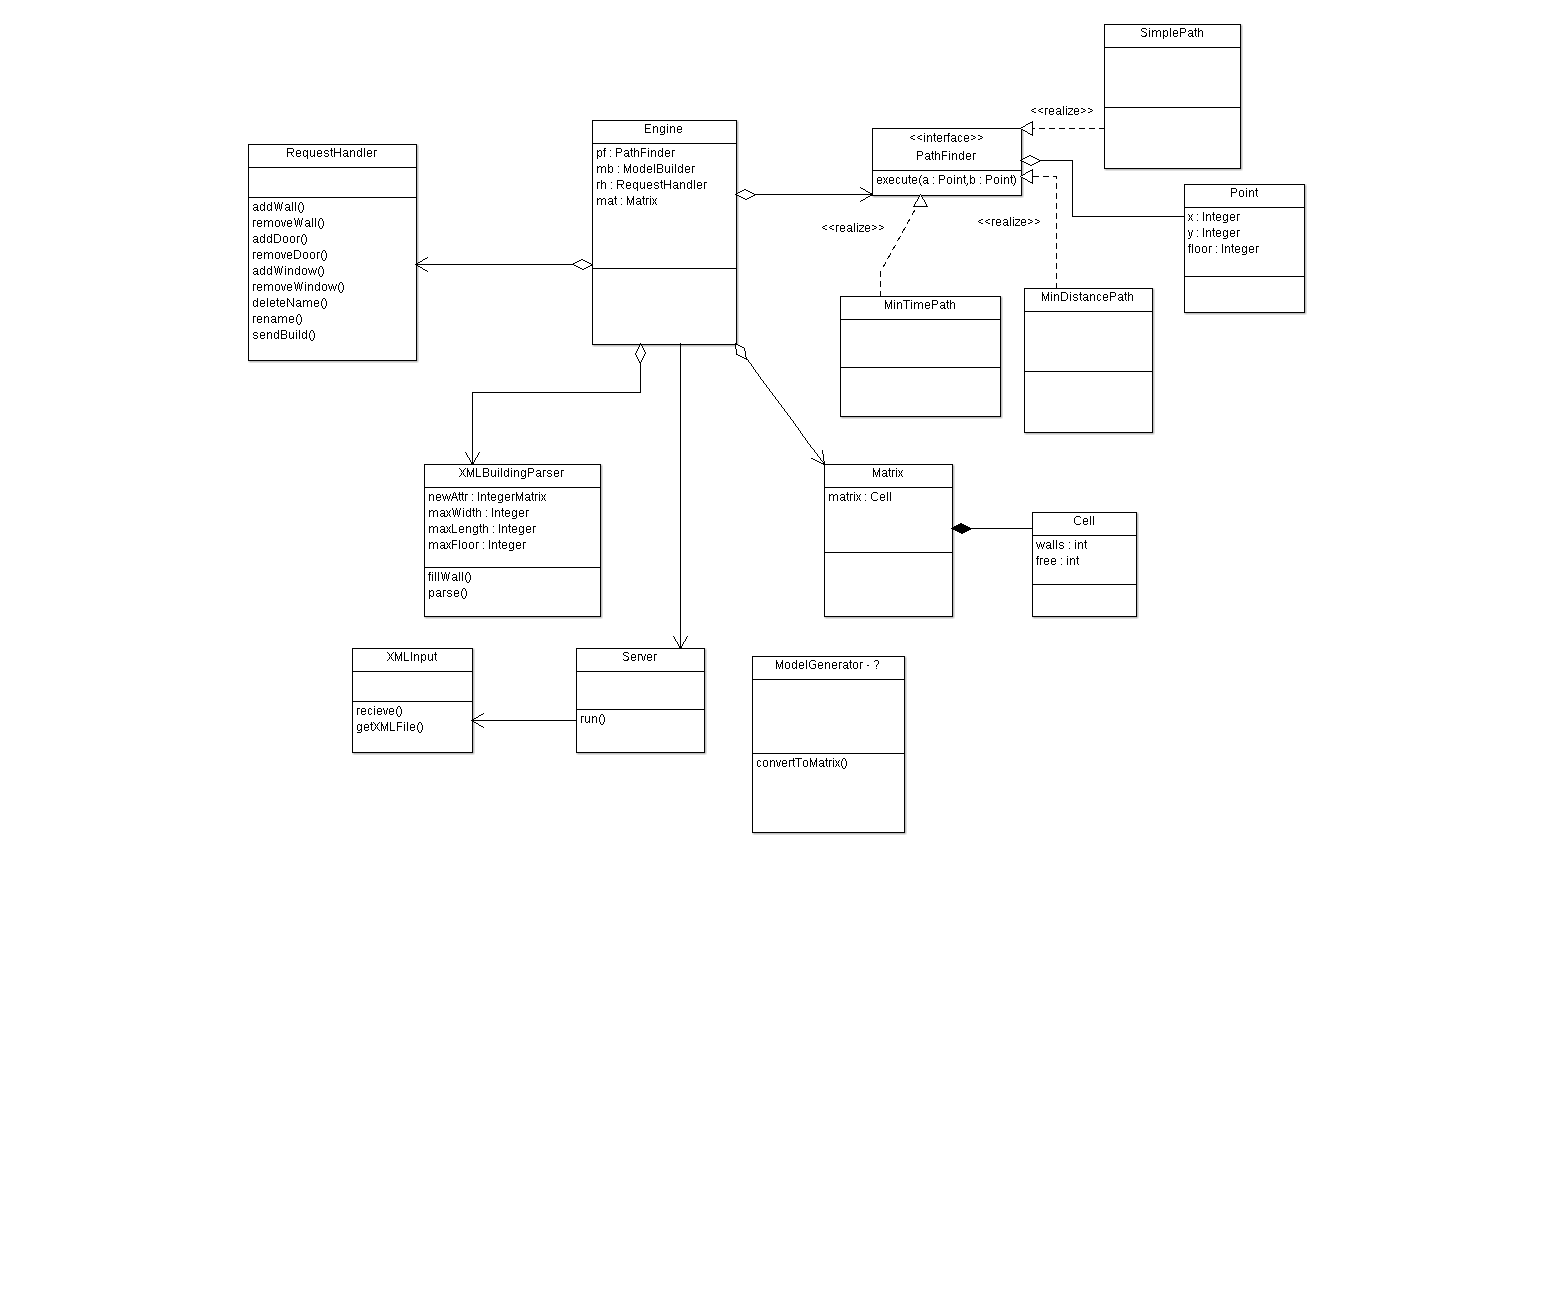 SimplePath
<<realize>>
Engine
pf : PathFinder
mb : ModelBuilder
rh : RequestHandler
mat : Matrix
<<interface>>
PathFinder
execute(a : Point,b : Point)
RequestHandler
addWall()
removeWall()
addDoor()
removeDoor()
addWindow()
removeWindow()
deleteName()
rename()
sendBuild()
Point
x : Integer
y : Integer
floor : Integer
<<realize>>
<<realize>>
MinTimePath
MinDistancePath
XMLBuildingParser
newAttr : IntegerMatrix
maxWidth : Integer
maxLength : Integer
maxFloor : Integer
fillWall()
parse()
Matrix
matrix : Cell
Cell
walls : int
free : int
XMLInput
recieve()
getXMLFile()
Server
run()
ModelGenerator - ?
convertToMatrix()